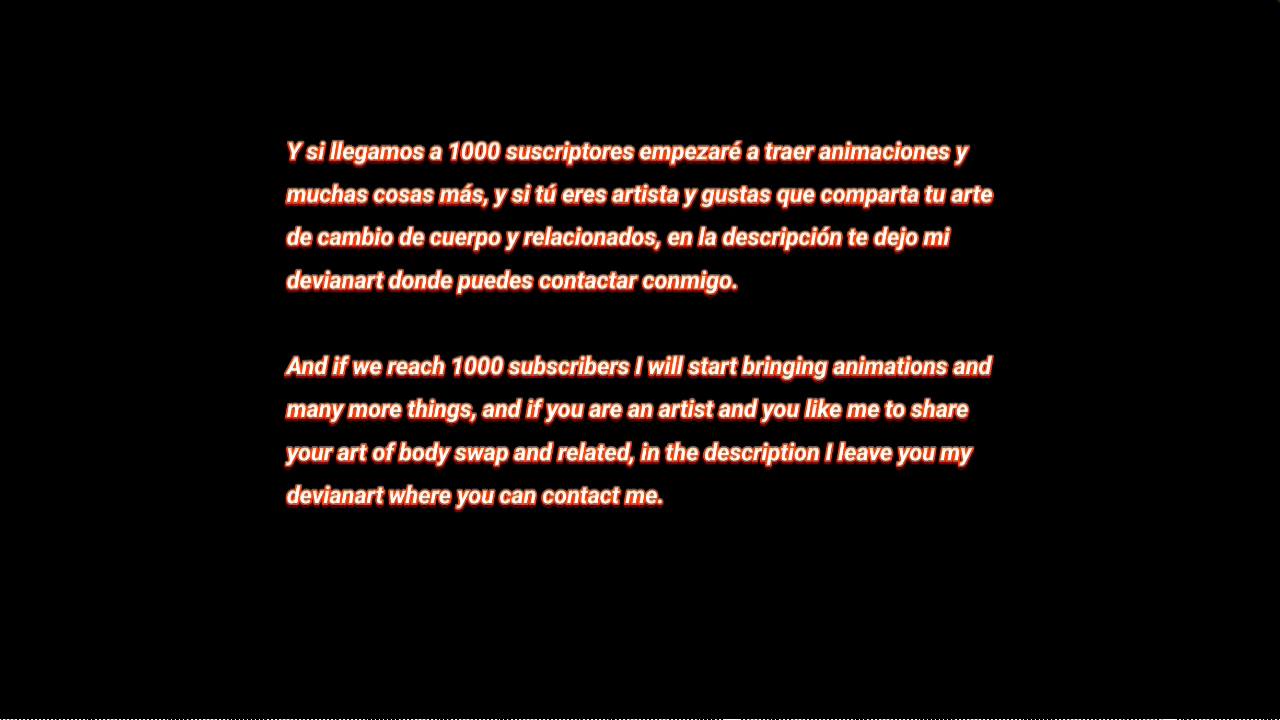 Y si llegamos a 1000 suscriptores empezaré a traer animaciones y
muchas cosas más, y si tú eres artista y gustas que comparta tu arte
de cambio de cuerpo y relacionados, en la descripción te dejo mi
devianart donde puedes contactar conmigo.
And if we reach 1000 subscribers I will start bringing animations and
many more things, and if you are an artist and you like me to share
your art of body swap and related, in the description I leave you my
devianart where you can contact me.